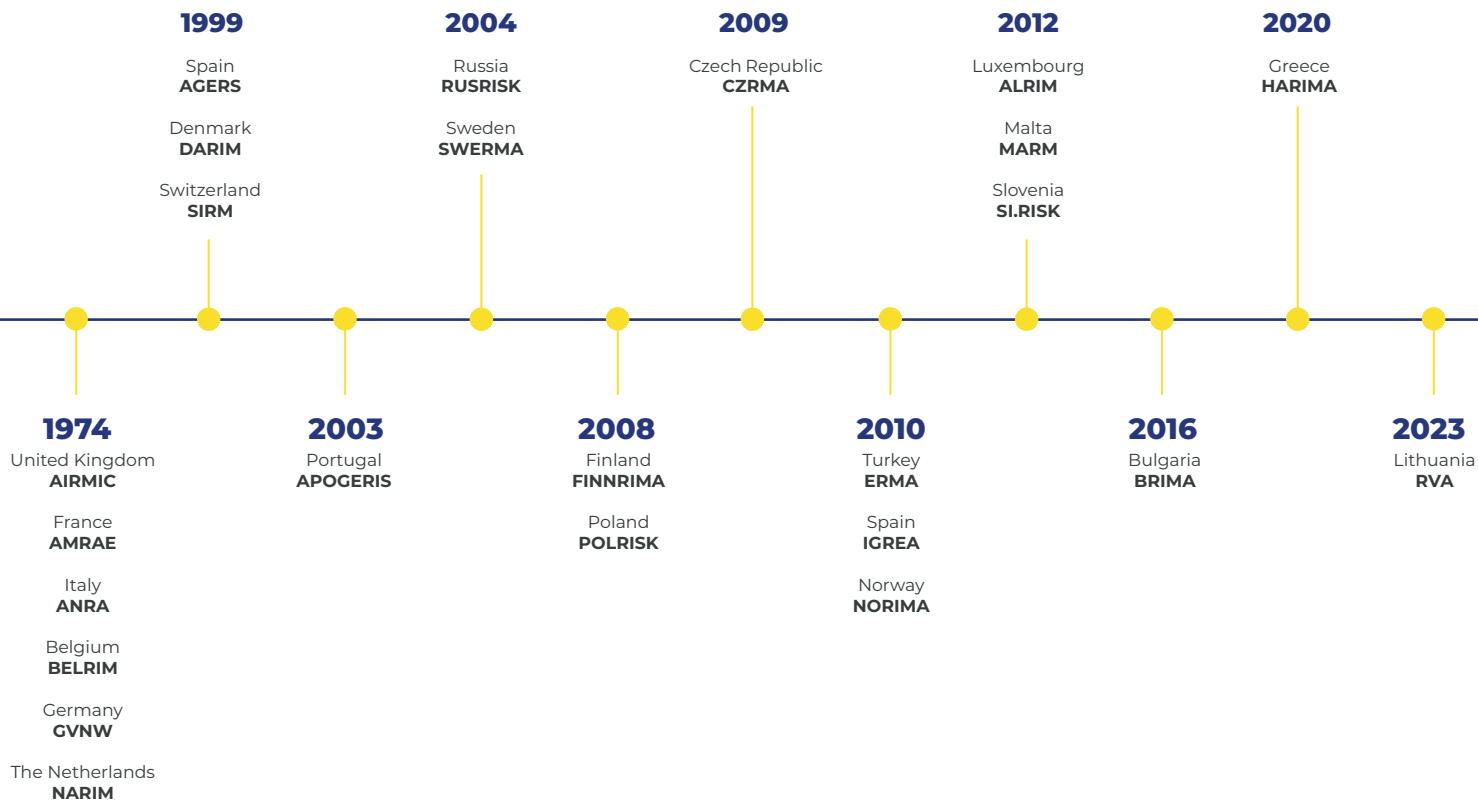 1999
Spain
AGERS
Denmark
DARIM
Switzerland
SIRM
2004
Russia
RUSRISK
Sweden
SWERMA
2009
Czech Republic
CZRMA
2012
Luxembourg
ALRIM
Malta
MARM
Slovenia
SI.RISK
2020
Greece
HARIMA
1974
United Kingdom
AIRMIC
France
AMRAE
Italy
ANRA
Belgium
BELRIM
Germany
GVNW
The Netherlands
NARIM
2003
Portugal
APOGERIS
2008
Finland
FINNRIMA
Poland
POLRISK
2010
Turkey
ERMA
Spain
IGREA
Norway
NORIMA
2016
Bulgaria
BRIMA
2023
Lithuania
RVA